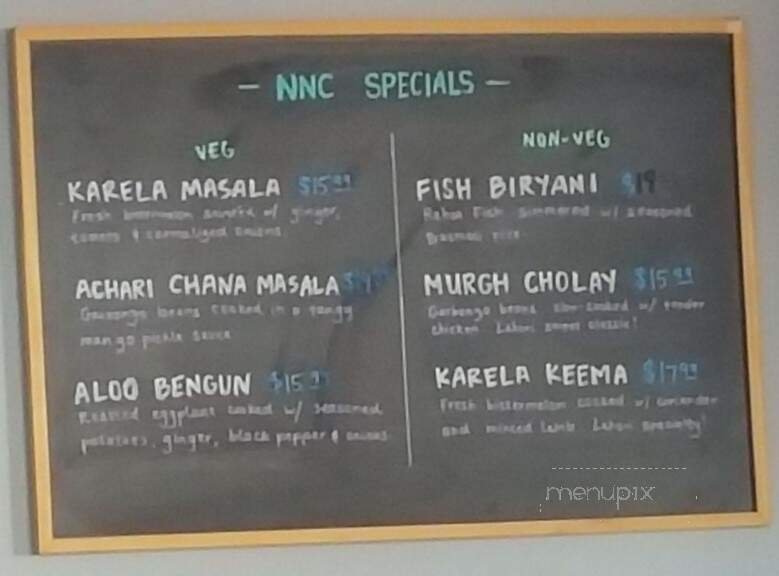 — NNC SPECIALS —
VEG
KARELA MASALA $15.99
Fresh bittermelon sautéed w/ ginger,
& caramelized onions.
ACHARI CHANA MASALA
beans cooked in a tangy
mango pickle sauce
ALOO BENGUN $15.99
Roasted eggplant cooked w/ seasoned
potatoes, ginger, black pepper & onions
NON-VEG
FISH BIRYANI $19
Fish simmered w/ seasoned
Basmati rice
MURGH CHOLAY $15.99
Garbanzo beans slow-cooked w/ tender
chicken. Lahori street classic!
KARELA KEEMA $17.99
Fresh bittermelon cooked w/ coriander
and minced lamb. Lahori specialty!
menupix